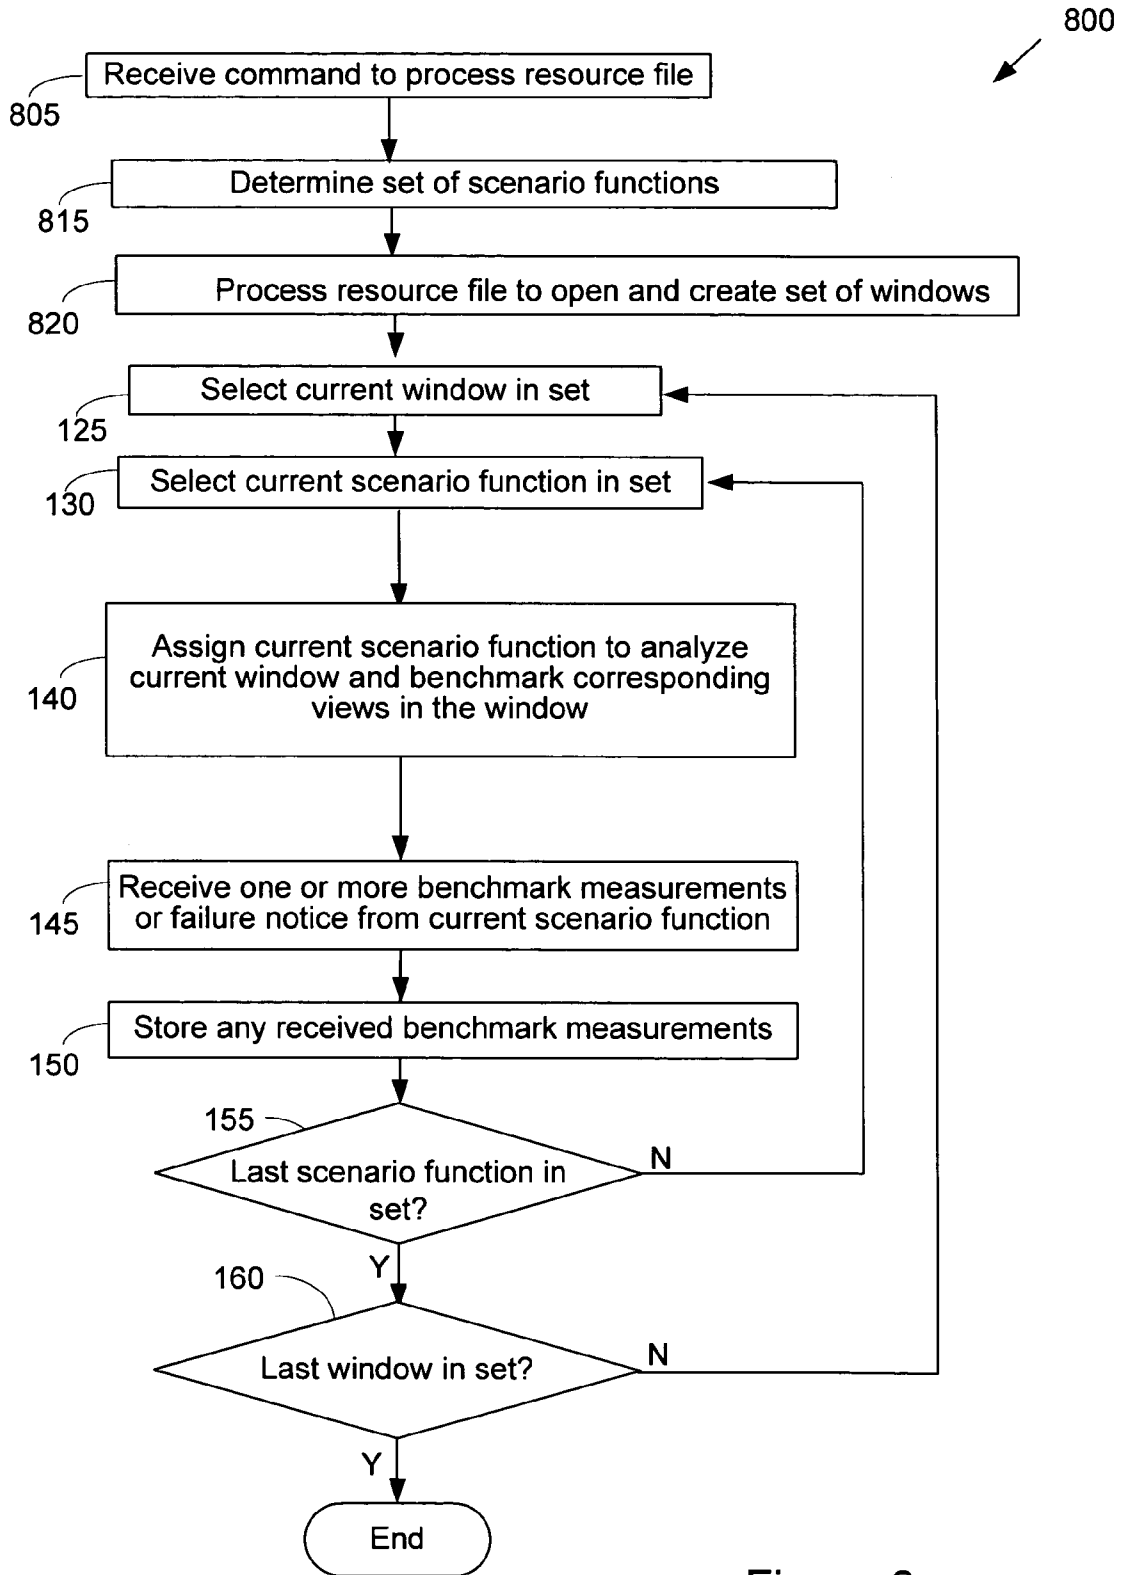 800
Receive command to process resource file
805
Determine set of scenario functions
815
Process resource file to open and create set of windows
820
Select current window in set
125
Select current scenario function in set
130
Assign current scenario function to analyze
current window and benchmark corresponding
views in the window
140
Receive one or more benchmark measurements
or failure notice from current scenario function
145
Store any received benchmark measurements
150
155
Last scenario function in
set?
N
Y
160
Last window in set?
N
Y
End